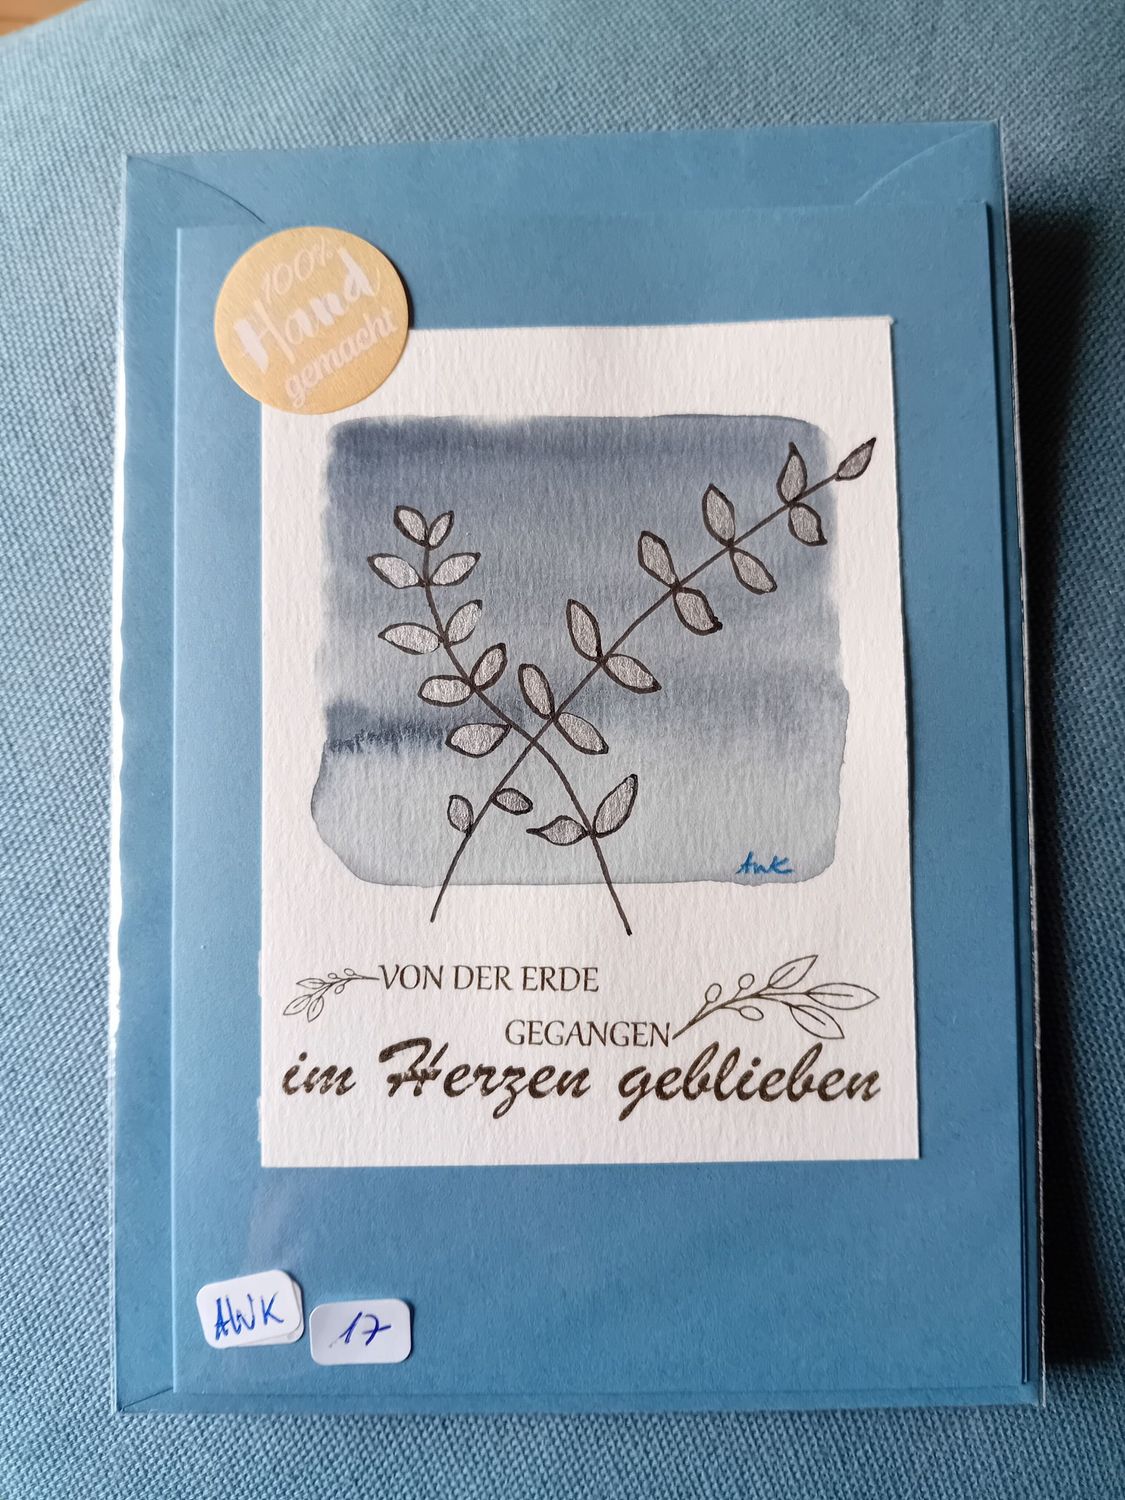 100%
Hand
gemacht
AWK
VON DER ERDE
GEGANGEN
im Herzen geblieben
AWK
17